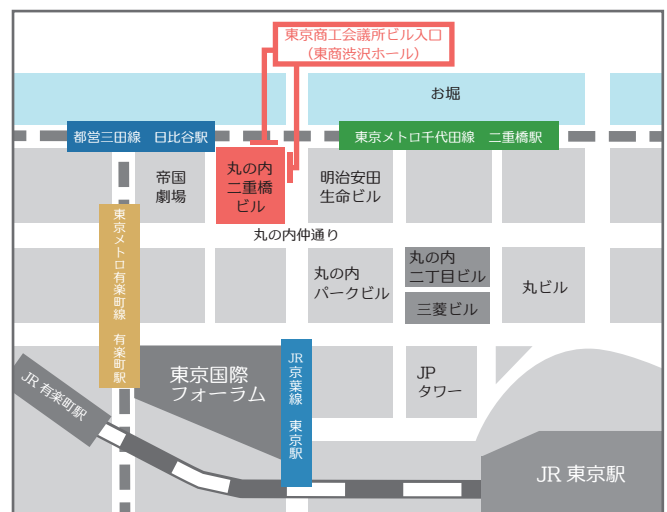 東京商工会議所ビル入口
（東商渋沢ホール）
お堀
都営三田線　日比谷駅
東京メトロ千代田線　二重橋駅
帝国
劇場
丸の内
二重橋
ビル
明治安田
生命ビル
丸の内仲通り
東京メトロ有楽町線　有楽町駅
丸の内
パークビル
丸の内
二丁目ビル
三菱ビル
丸ビル
JR有楽町駅
東京国際
フォーラム
JR京葉線　東京駅
JP
タワー
JR 東京駅